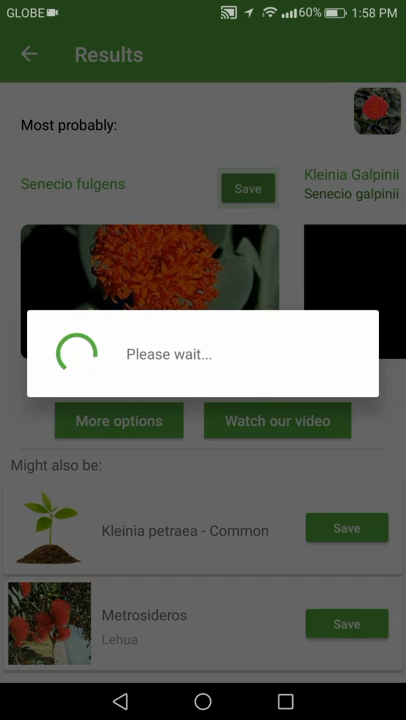 GLOBE 60% 1:58 PM
Results
Most probably:
Senecio fulgens
Save
Kleinia Galpinii
Senecio galpinii
Please wait...
More options
Watch our video
Might also be:
Kleinia petraea - Common
Save
Metrosideros
Lehua
Save